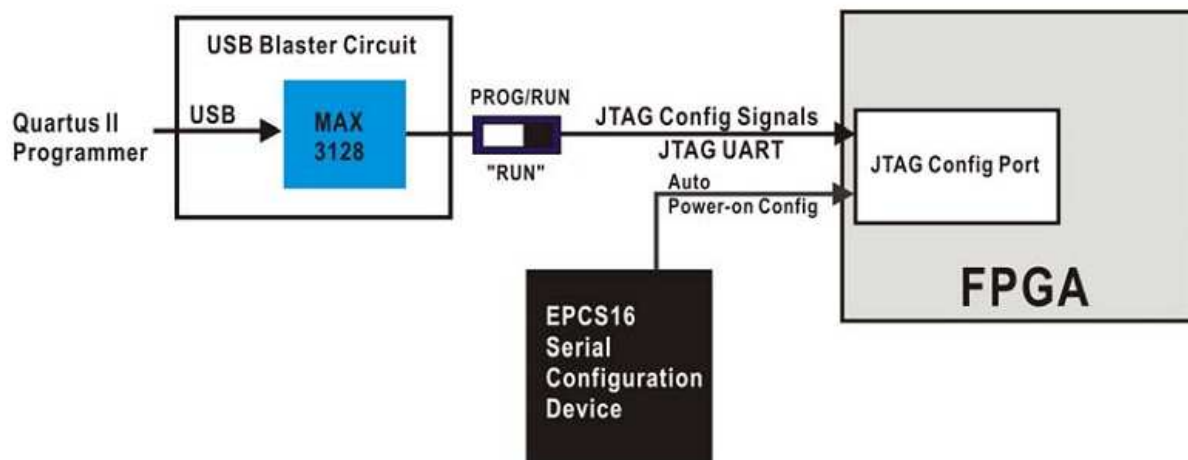 USB Blaster Circuit
Quartus II
Programmer
USB
MAX
3128
PROG/RUN
"RUN"
JTAG Config Signals
JTAG UART
Auto
Power-on Config
JTAG Config Port
FPGA
EPCS16
Serial
Configuration
Device